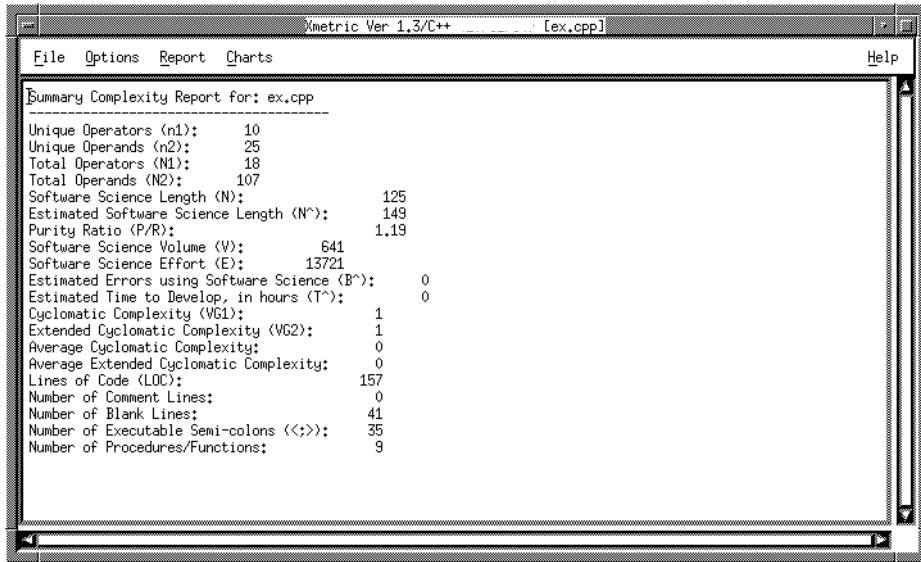 Xmetric Ver 1.3/C++ [ex.cpp]
File Options Report Charts Help
Summary Complexity Report for: ex.cpp
---------------------------------------
Unique Operators (n1): 10
Unique Operands (n2): 25
Total Operators (N1): 18
Total Operands (N2): 107
Software Science Length (N): 125
Estimated Software Science Length (N^): 149
Purity Ratio (P/R): 1.19
Software Science Volume (V): 641
Software Science Effort (E): 13721
Estimated Errors using Software Science (B^): 0
Estimated Time to Develop, in hours (T^): 0
Cyclomatic Complexity (VG1): 1
Extended Cyclomatic Complexity (VG2): 1
Average Cyclomatic Complexity: 0
Average Extended Cyclomatic Complexity: 0
Lines of Code (LOC): 157
Number of Comment Lines: 0
Number of Blank Lines: 41
Number of Executable Semi-colons (<;>): 35
Number of Procedures/Functions: 9